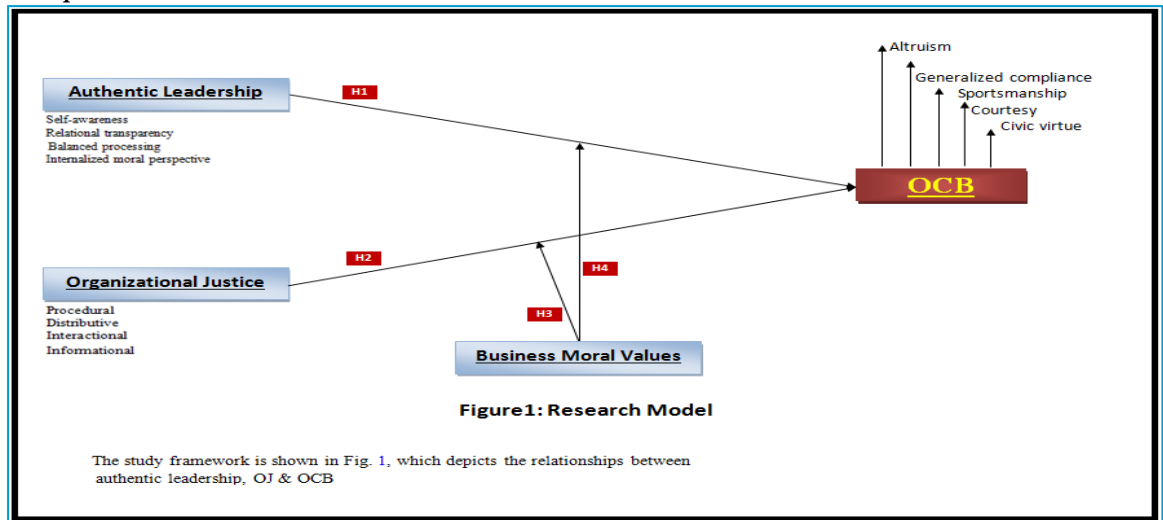 Altruism
Authentic Leadership
H1
Generalized compliance
Sportsmanship
Courtesy
Civic virtue
Self-awareness
Relational transparency
Balanced processing
Internalized moral perspective
OCB
H2
H4
Organizational Justice
Procedural
Distributive
Interactional
Informational
H3
Business Moral Values
Figure1: Research Model
The study framework is shown in Fig. 1, which depicts the relationships between
authentic leadership, OJ & OCB